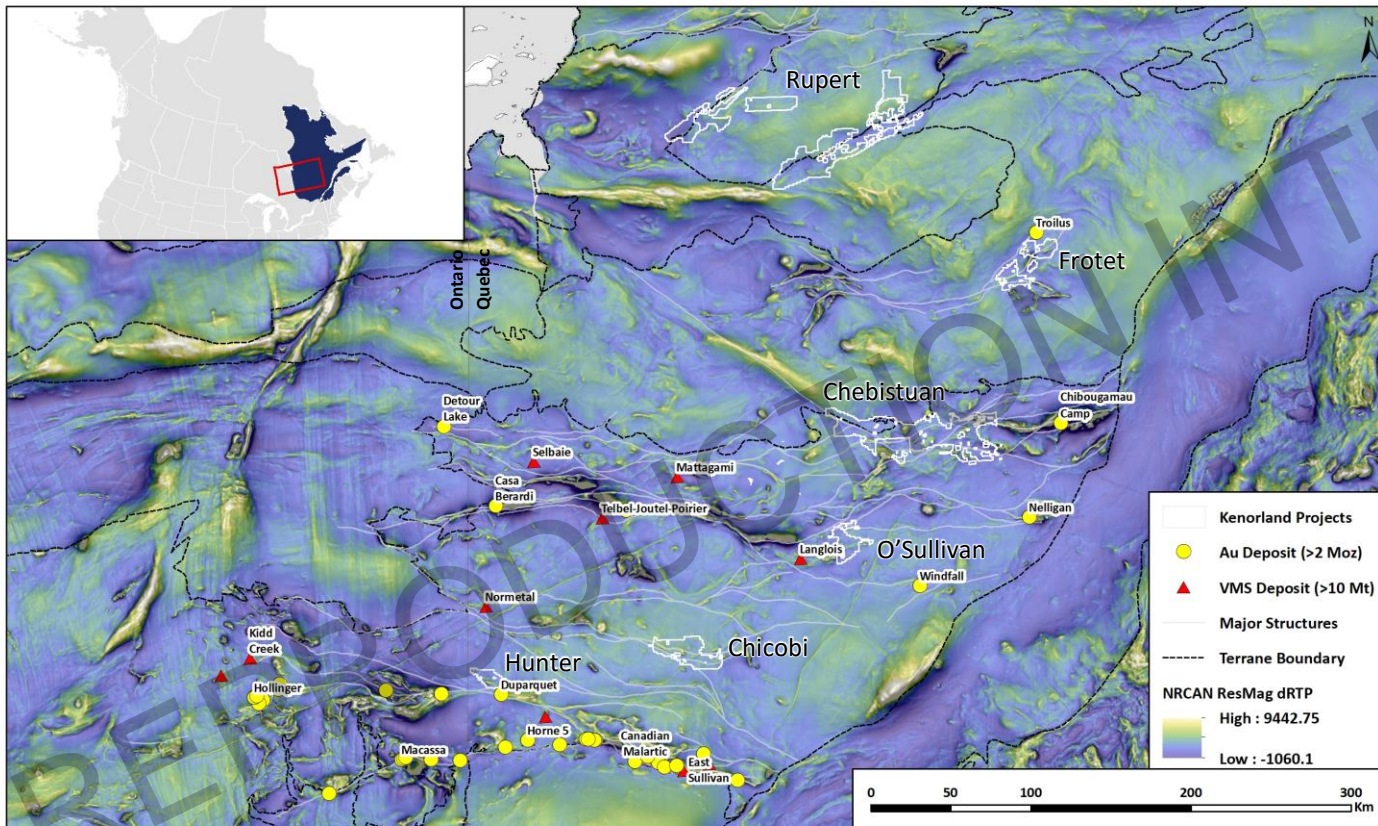 N
Rupert
Troilus
Frotet
Ontario
Quebec
Chebistuan
Detour
Lake
Chibougamau
Camp
Selbaie
Mattagami
Casa
Berardi
Telbel-Joutel-Poirier
Nelligan
Langlois
O'Sullivan
Windfall
Normetal
Kidd
Creek
Hunter
Chicobi
Hollinger
Duparquet
Horne 5
Canadian
Malartic
Macassa
East
Sullivan
Kenorland Projects
Au Deposit (>2 Moz)
VMS Deposit (>10 Mt)
Major Structures
Terrane Boundary
NRCAN ResMag dRTP
High : 9442.75
Low : -1060.1
0 50 100 200 300
Km
REPRODUCTION INT